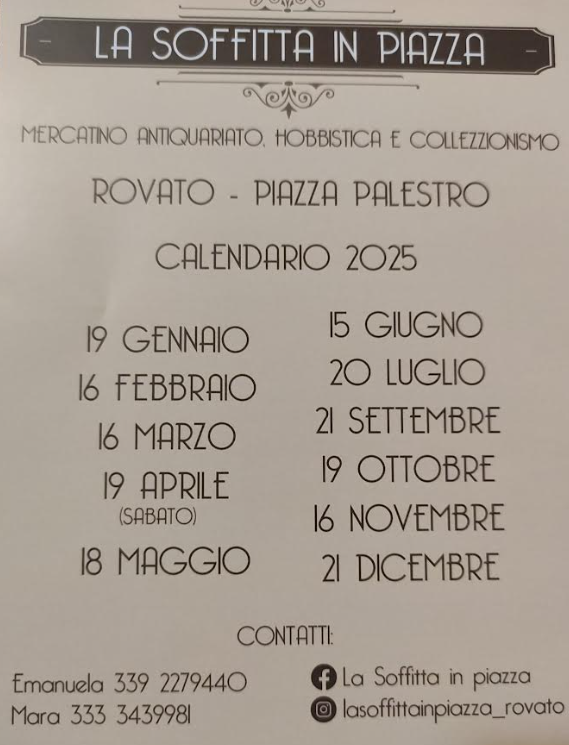 LA SOFFITTA IN PIAZZA
MERCATINO ANTIQUARIATO, HOBBISTICA E COLLEZZIONISMO
ROVATO - PIAZZA PALESTRO
CALENDARIO 2025
19 GENNAIO
16 FEBBRAIO
16 MARZO
19 APRILE
(SABATO)
18 MAGGIO
15 GIUGNO
20 LUGLIO
21 SETTEMBRE
19 OTTOBRE
16 NOVEMBRE
21 DICEMBRE
CONTATTI:
Emanuela 339 2279440
Mara 333 3439981
La Soffitta in piazza
lasoffittainpiazza_rovato